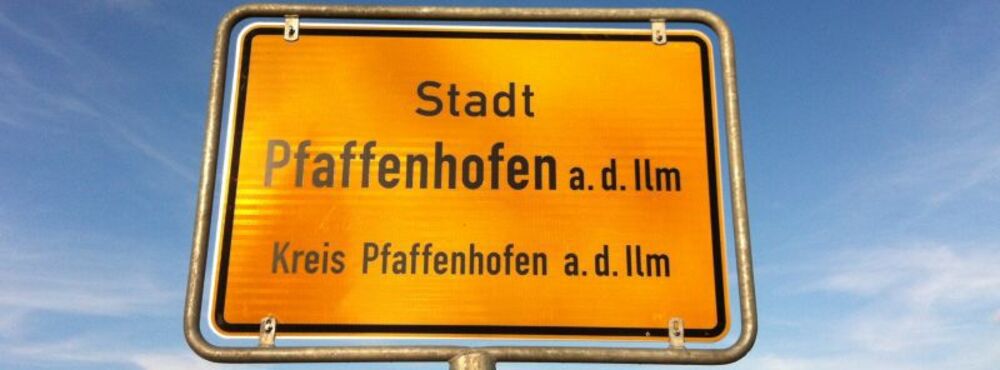 Stadt
Pfaffenhofen a. d. Ilm
Kreis Pfaffenhofen a. d. Ilm